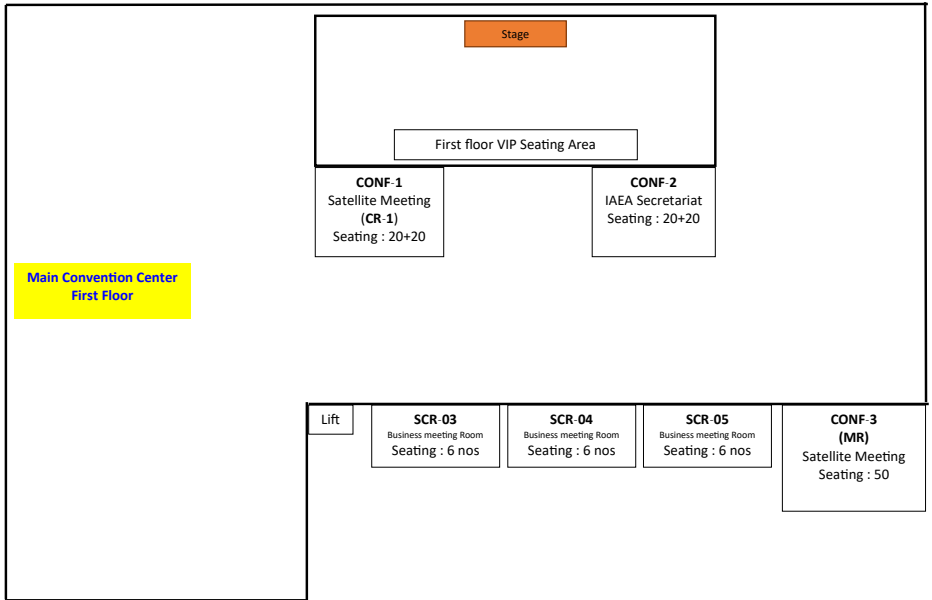 Stage
First floor VIP Seating Area
CONF-1
Satellite Meeting
(CR-1)
Seating : 20+20
CONF-2
IAEA Secretariat
Seating : 20+20
Main Convention Center
First Floor
Lift
SCR-03
Business meeting Room
Seating : 6 nos
SCR-04
Business meeting Room
Seating : 6 nos
SCR-05
Business meeting Room
Seating : 6 nos
CONF-3
(MR)
Satellite Meeting
Seating : 50